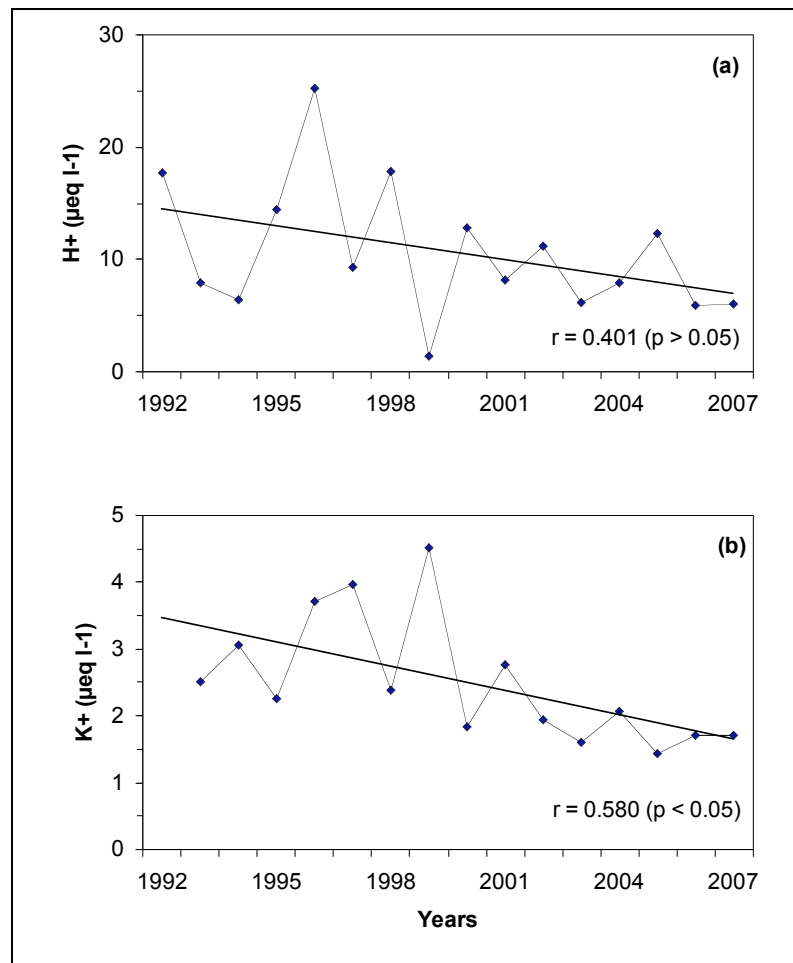 30
(a)
20
H+ (µeq l-1)
10
r = 0.401 (p > 0.05)
0
1992 1995 1998 2001 2004 2007
5
(b)
4
3
K+ (µeq l-1)
2
1
r = 0.580 (p < 0.05)
0
1992 1995 1998 2001 2004 2007
Years